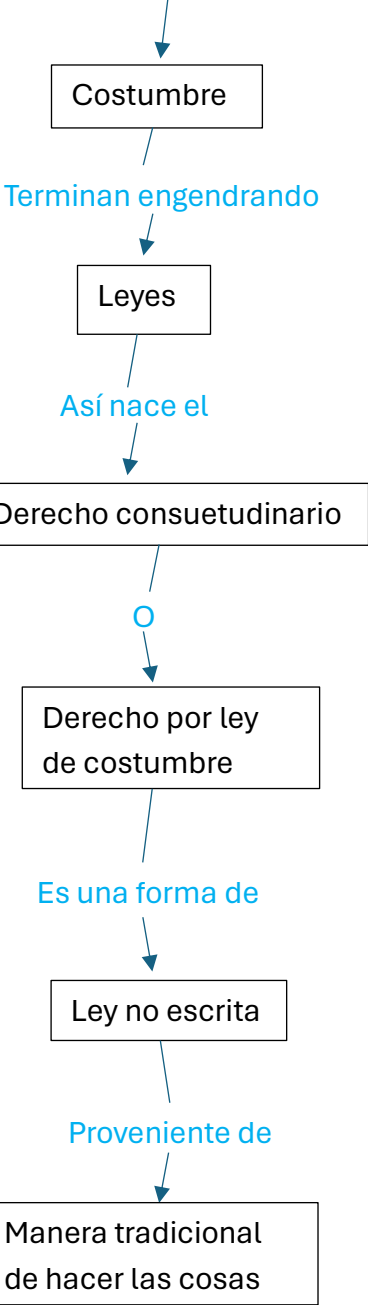 Costumbre
Terminan engendrando
Leyes
Así nace el
Derecho consuetudinario
O
Derecho por ley
de costumbre
Es una forma de
Ley no escrita
Proveniente de
Manera tradicional
de hacer las cosas